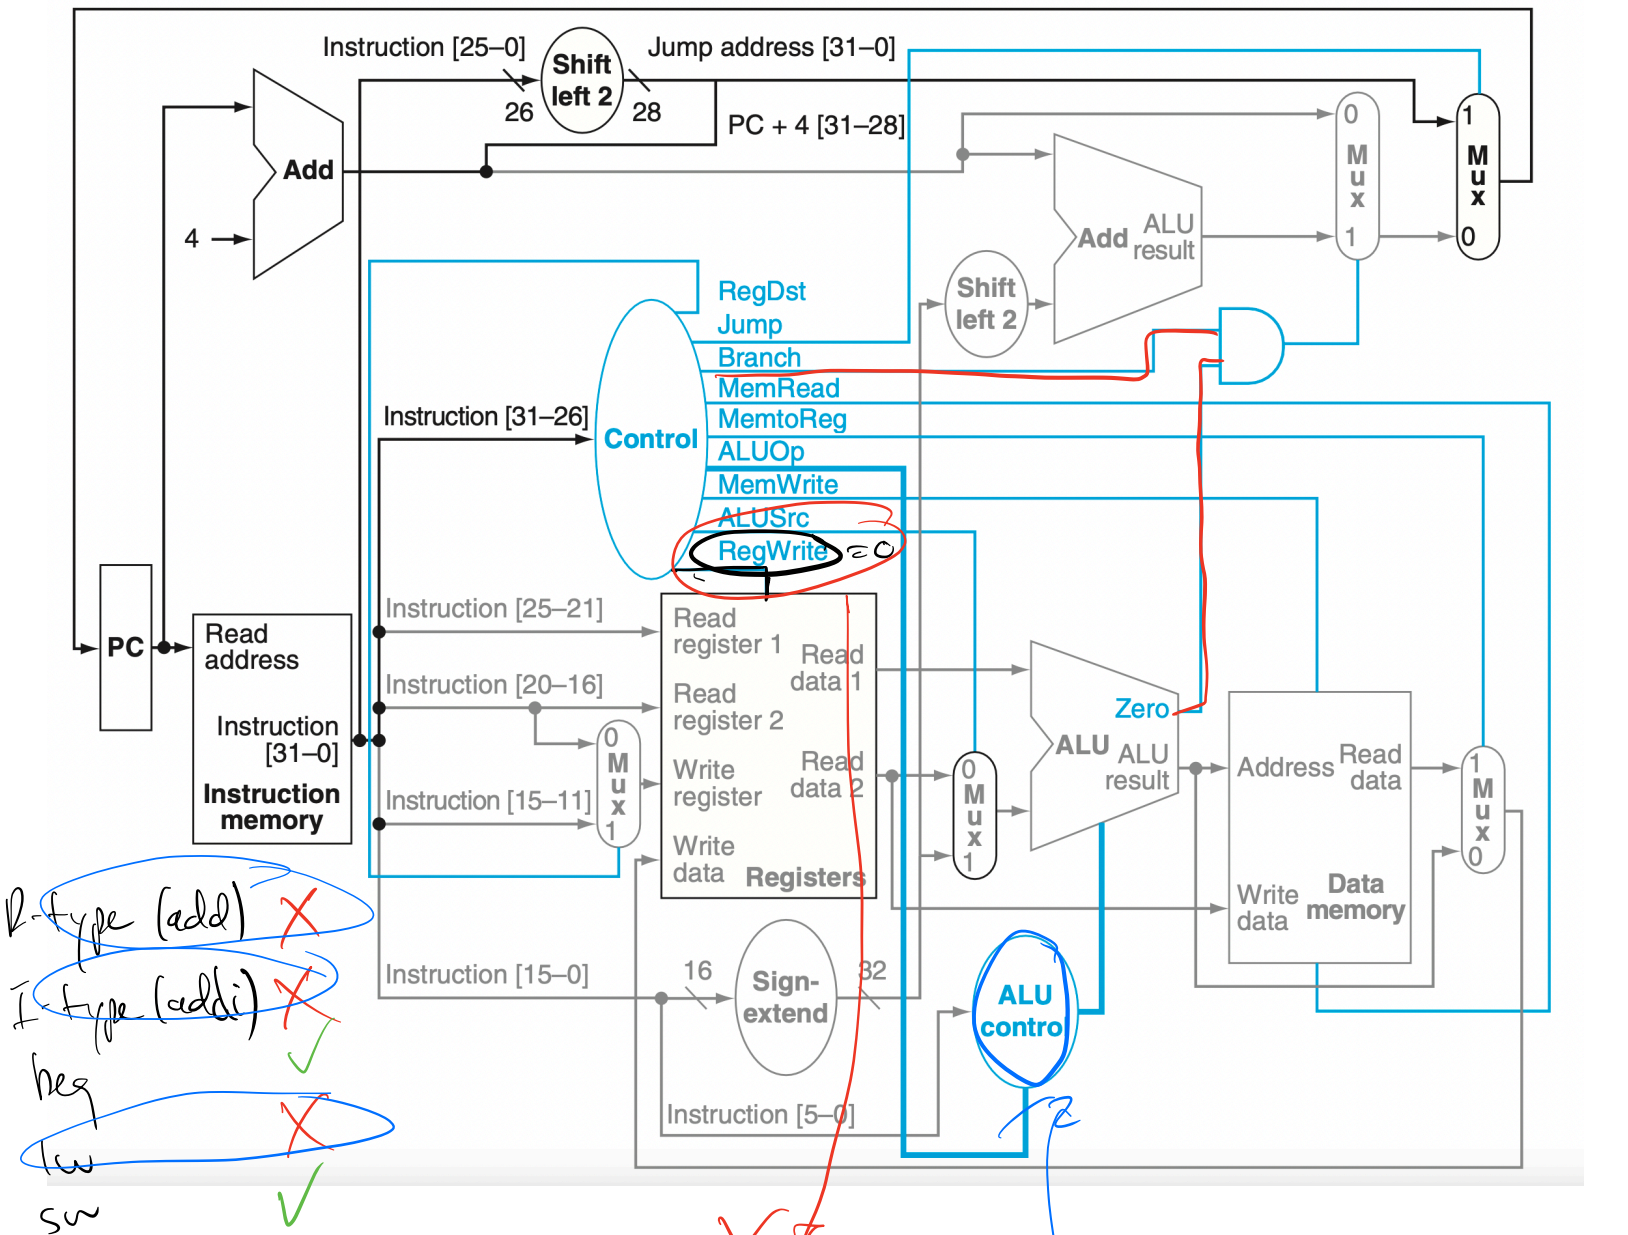 Instruction [25–0]
Shift
left 2
Jump address [31–0]
26
28
PC + 4 [31–28]
Add
4
0
M
u
x
1
1
M
u
x
0
Add
ALU
result
Shift
left 2
RegDst
Jump
Branch
MemRead
MemtoReg
ALUOp
MemWrite
ALUSrc
RegWrite = 0
Instruction [31–26]
Control
PC
Read
address
Instruction
[31–0]
Instruction
memory
Instruction [25–21]
Instruction [20–16]
Instruction [15–11]
0
M
u
x
1
Read
register 1
Read
register 2
Write
register
Write
data
Read
data 1
Read
data 2
Registers
0
M
u
x
1
Zero
ALU
ALU
result
Address
Read
data
Write
data
Data
memory
1
M
u
x
0
Instruction [15–0]
16
Sign-
extend
32
ALU
control
Instruction [5–0]
R-type (add)
I-type (addi)
beq
lw
sw